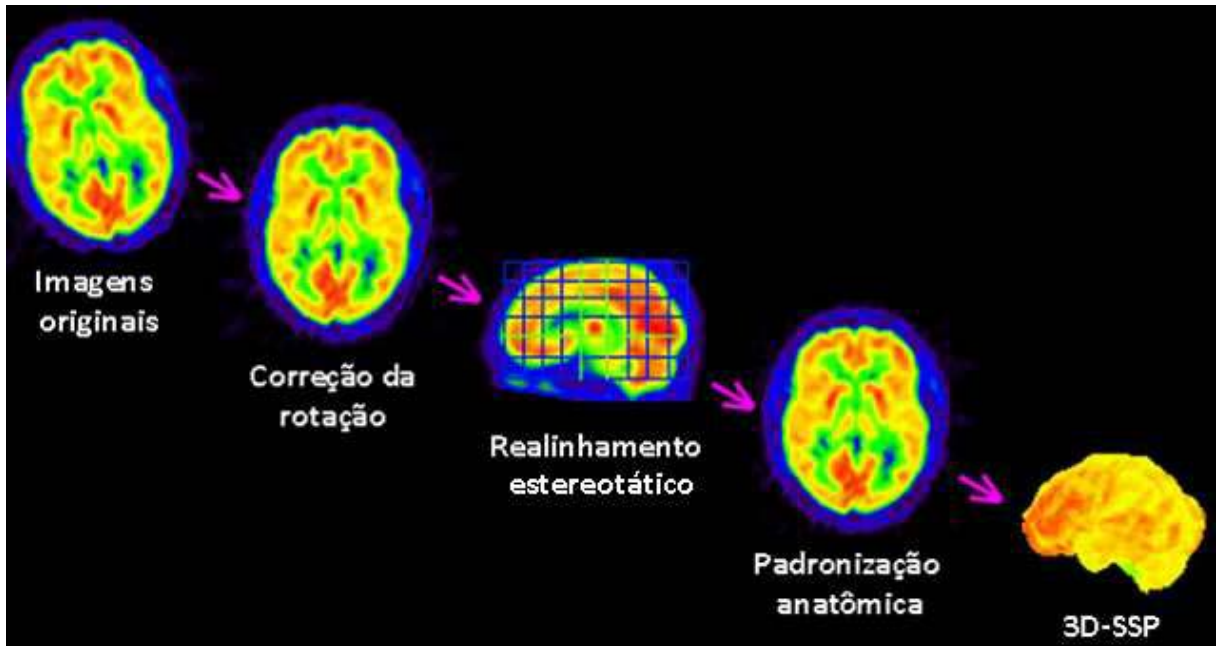 Imagens
originais
Correção da
rotação
Realinhamento
estereotático
Padronização
anatômica
3D-SSP